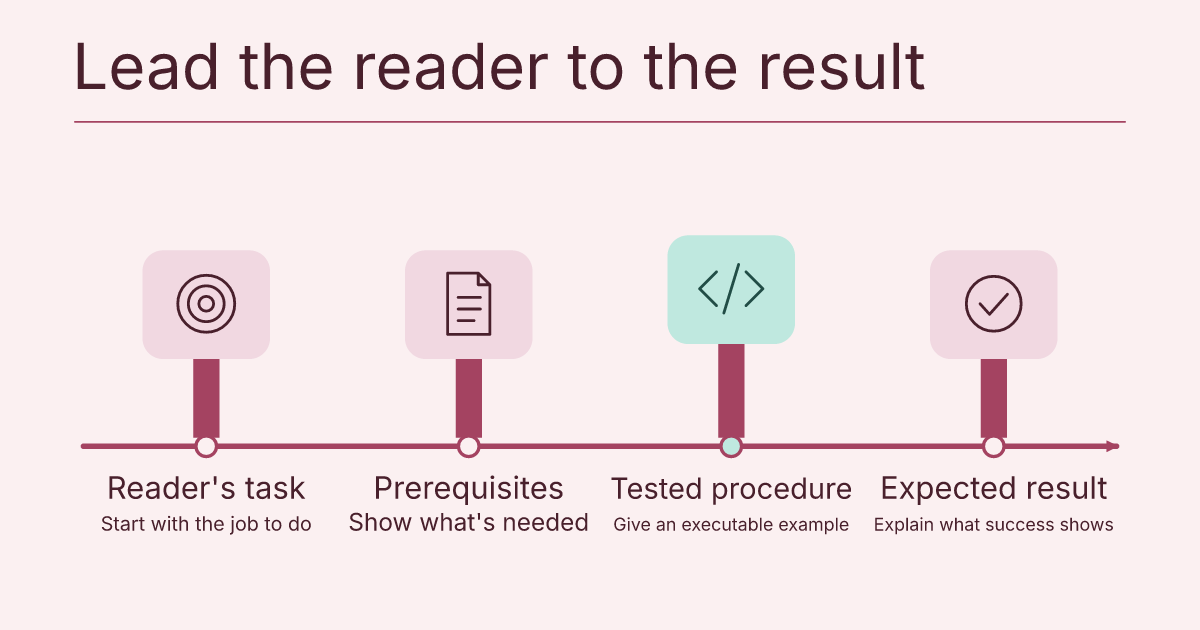 Lead the reader to the result
Reader's task
Start with the job to do
Prerequisites
Show what's needed
Tested procedure
Give an executable example
Expected result
Explain what success shows